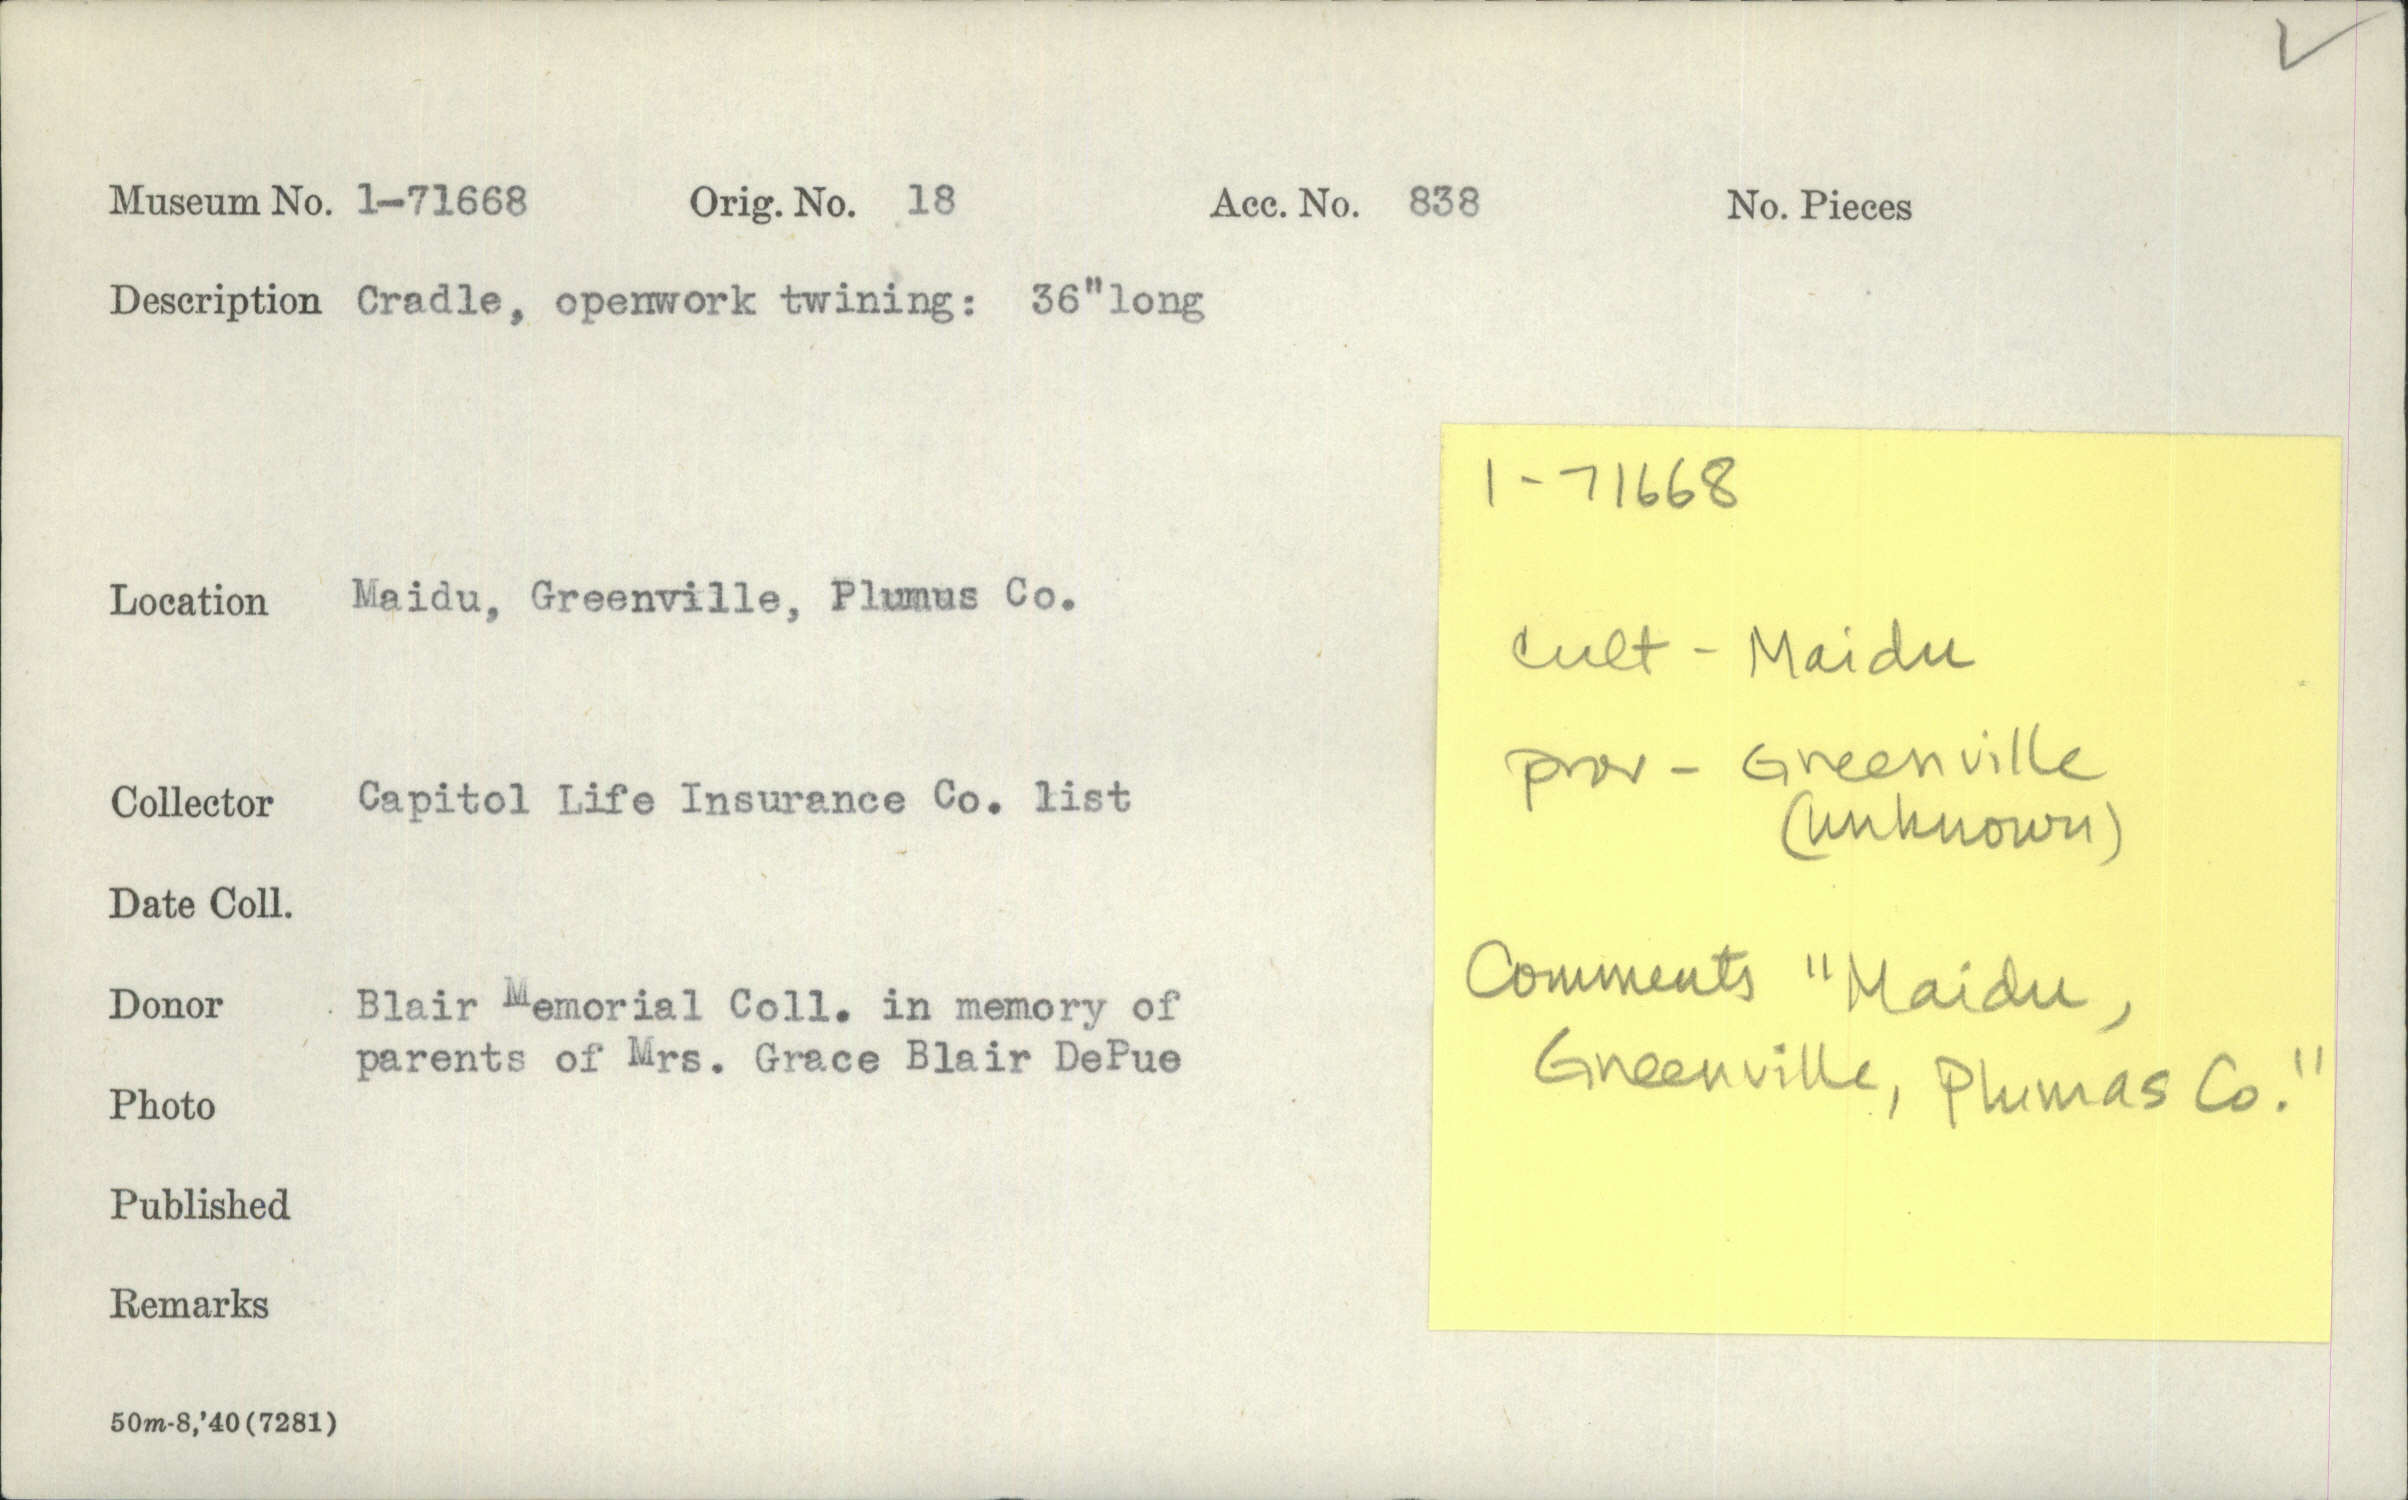 Museum No. 1-71668 Orig. No. 18 Acc. No. 838 No. Pieces
Description Cradle, openwork twining: 36"long
Location Maidu, Greenville, Plumus Co.
Collector Capitol Life Insurance Co. list
Date Coll.
Donor Blair Memorial Coll. in memory of
parents of Mrs. Grace Blair DePue
Photo
Published
Remarks
50m-8,'40(7281)
1-71668
cult - Maidu
prov - Greenville
(unknown)
Comments "Maidu,
Greenville, Plumas Co."